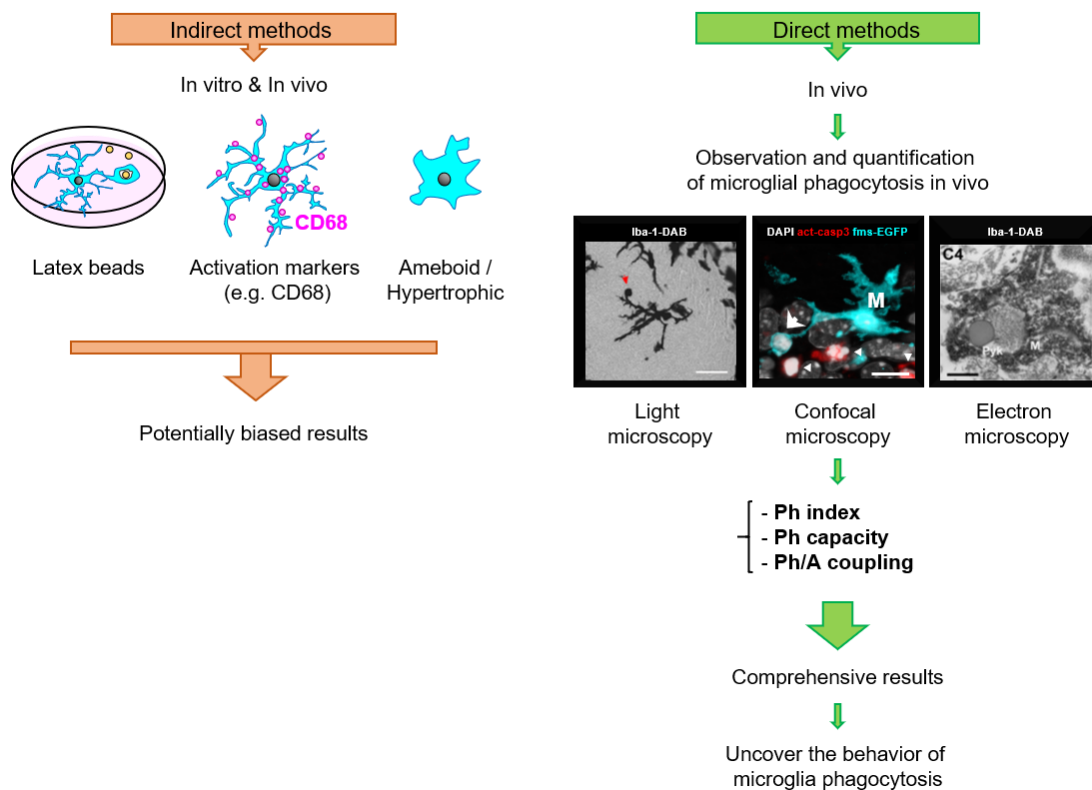 Indirect methods
In vitro & In vivo
CD68
Latex beads
Activation markers
(e.g. CD68)
Ameboid /
Hypertrophic
Potentially biased results
Direct methods
In vivo
Observation and quantification
of microglial phagocytosis in vivo
Iba-1-DAB
DAPI act-casp3 fms-EGFP
M
Iba-1-DAB
C4
Pyk
M
Light
microscopy
Confocal
microscopy
Electron
microscopy
- Ph index
- Ph capacity
- Ph/A coupling
Comprehensive results
Uncover the behavior of
microglia phagocytosis